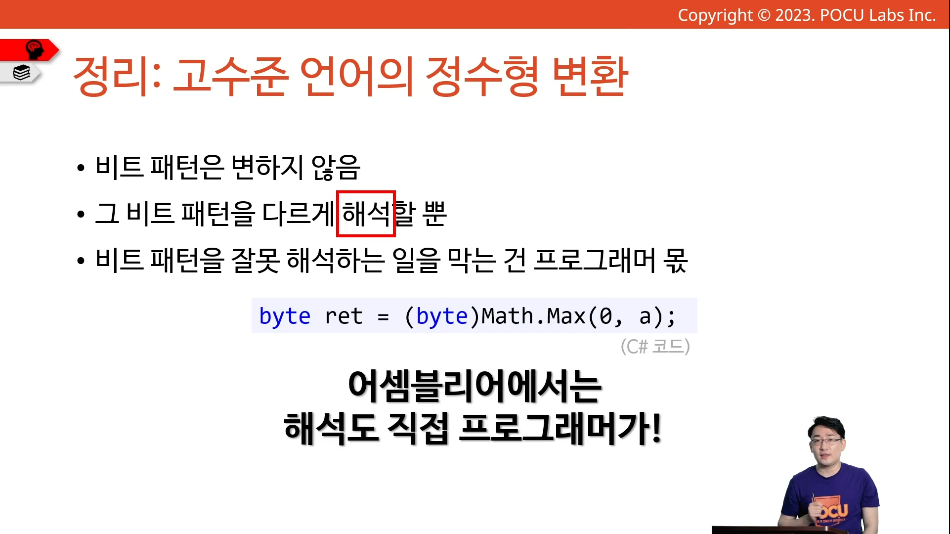 Copyright © 2023. POCU Labs Inc.
정리: 고수준 언어의 정수형 변환
• 비트 패턴은 변하지 않음
• 그 비트 패턴을 다르게 해석할 뿐
• 비트 패턴을 잘못 해석하는 일을 막는 건 프로그래머 몫
byte ret = (byte)Math.Max(0, a);
(C# 코드)
어셈블리어에서는
해석도 직접 프로그래머가!
POCU